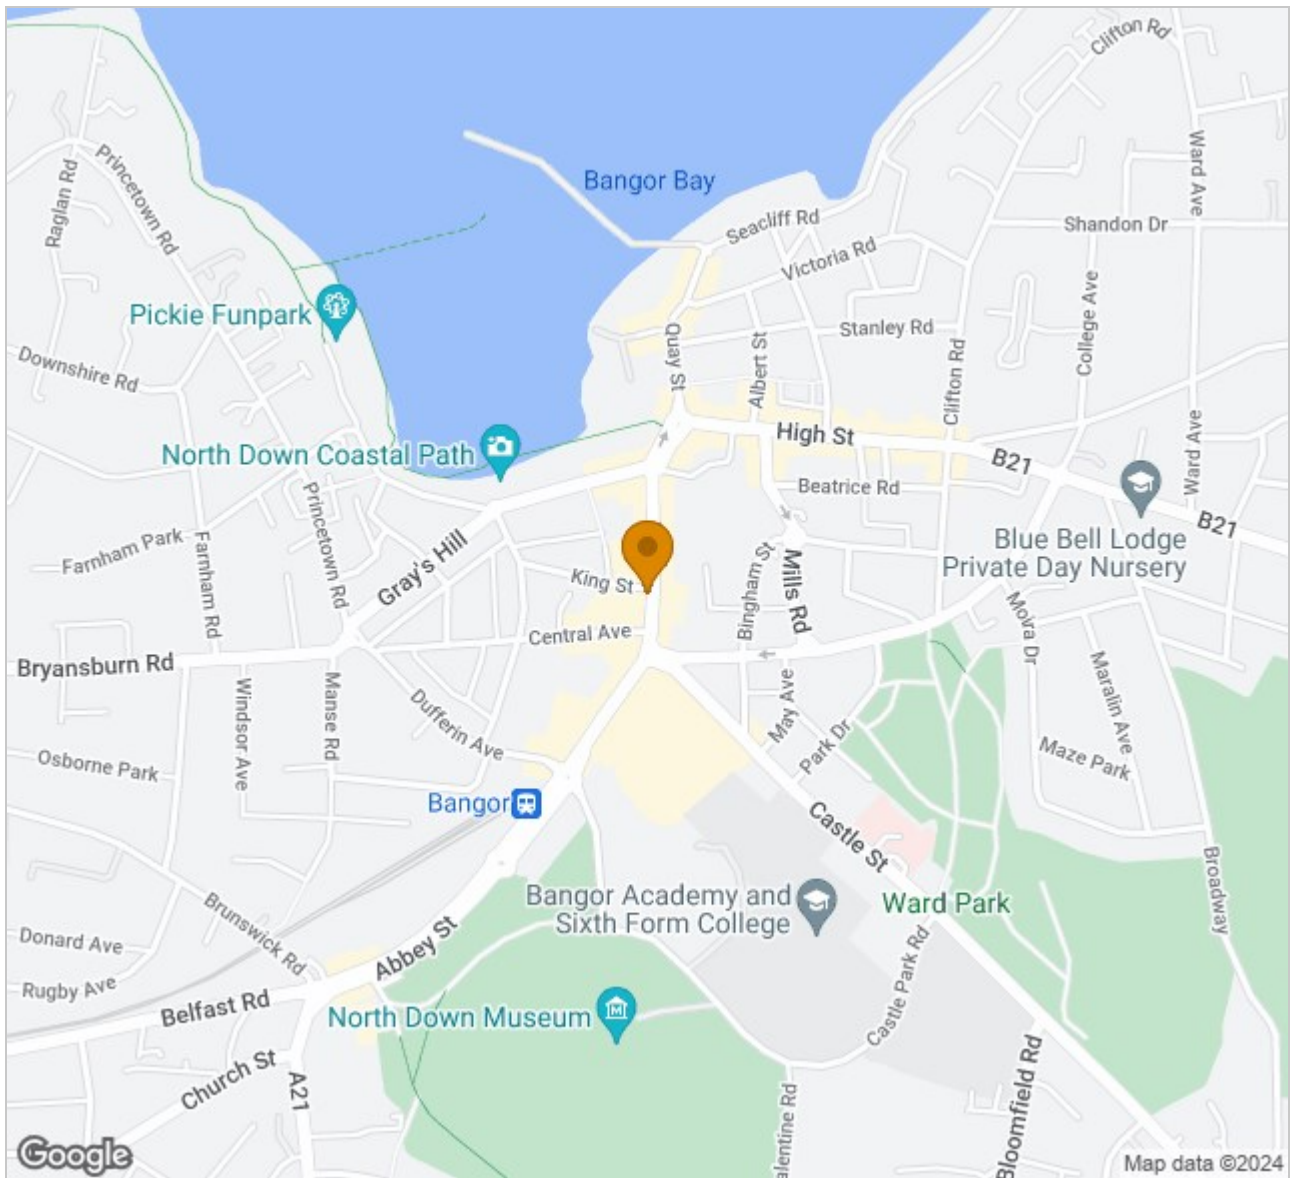 Clifton Rd
Raglan Rd
Princetown Rd
Ward Ave
Bangor Bay
Seacliff Rd
Shandon Dr
Victoria Rd
Pickie Funpark
College Ave
Stanley Rd
Quay St
Albert St
Clifton Rd
Downshire Rd
High St
Ward Ave
North Down Coastal Path
B21
Beatrice Rd
B21
Princetown Rd
Farnham Park
Farnham Rd
Gray's Hill
Blue Bell Lodge
Private Day Nursery
King St
Bingham St
Mills Rd
Moira Dr
Central Ave
Bryansburn Rd
Windsor Ave
Manse Rd
Dufferin Ave
May Ave
Park Dr
Maralin Ave
Maze Park
Osborne Park
Bangor
Castle St
Broadway
Bangor Academy and
Sixth Form College
Ward Park
Brunswick Rd
Donard Ave
Abbey St
Rugby Ave
Belfast Rd
North Down Museum
Castle Park Rd
Church St
A21
Bloomfield Rd
alentine Rd
Google
Map data ©2024